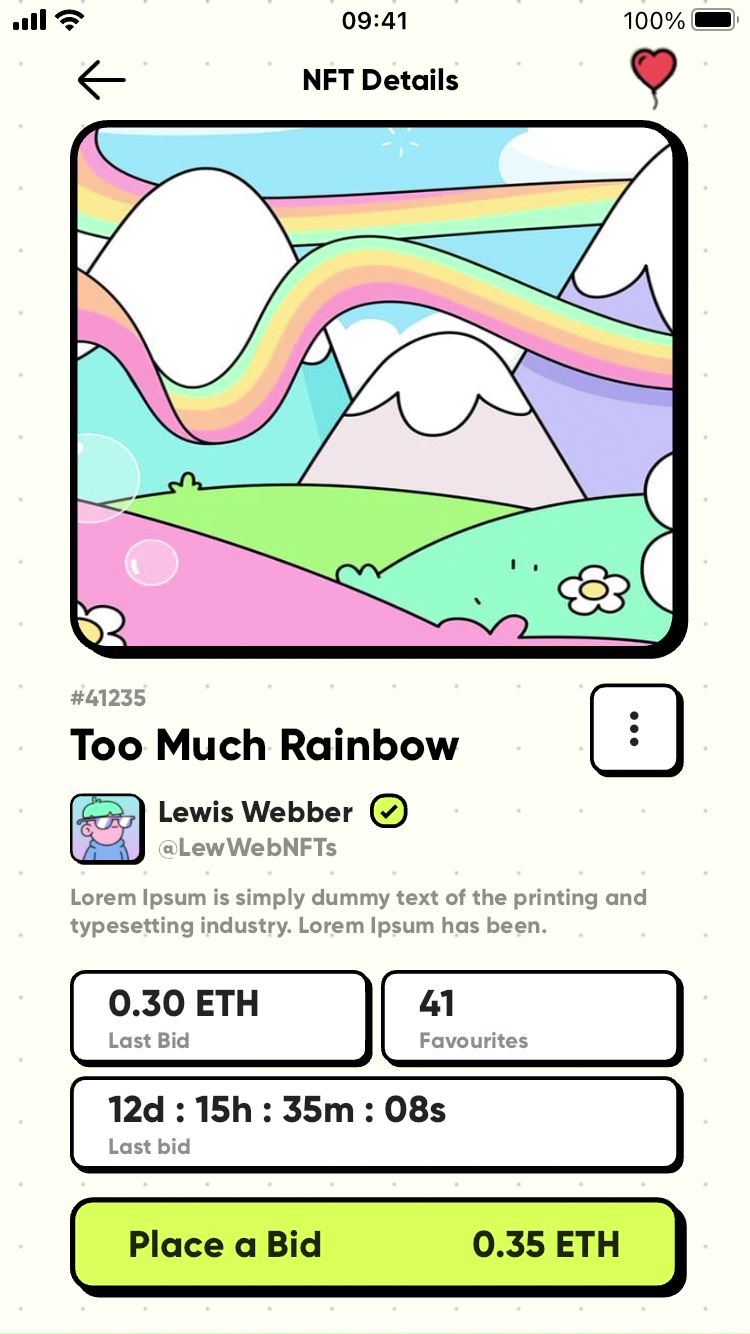 09:41
100%
NFT Details
#41235
Too Much Rainbow
Lewis Webber
@LewWebNFTs
Lorem Ipsum is simply dummy text of the printing and
typesetting industry. Lorem Ipsum has been.
0.30 ETH
Last Bid
41
Favourites
12d : 15h : 35m : 08s
Last bid
Place a Bid
0.35 ETH